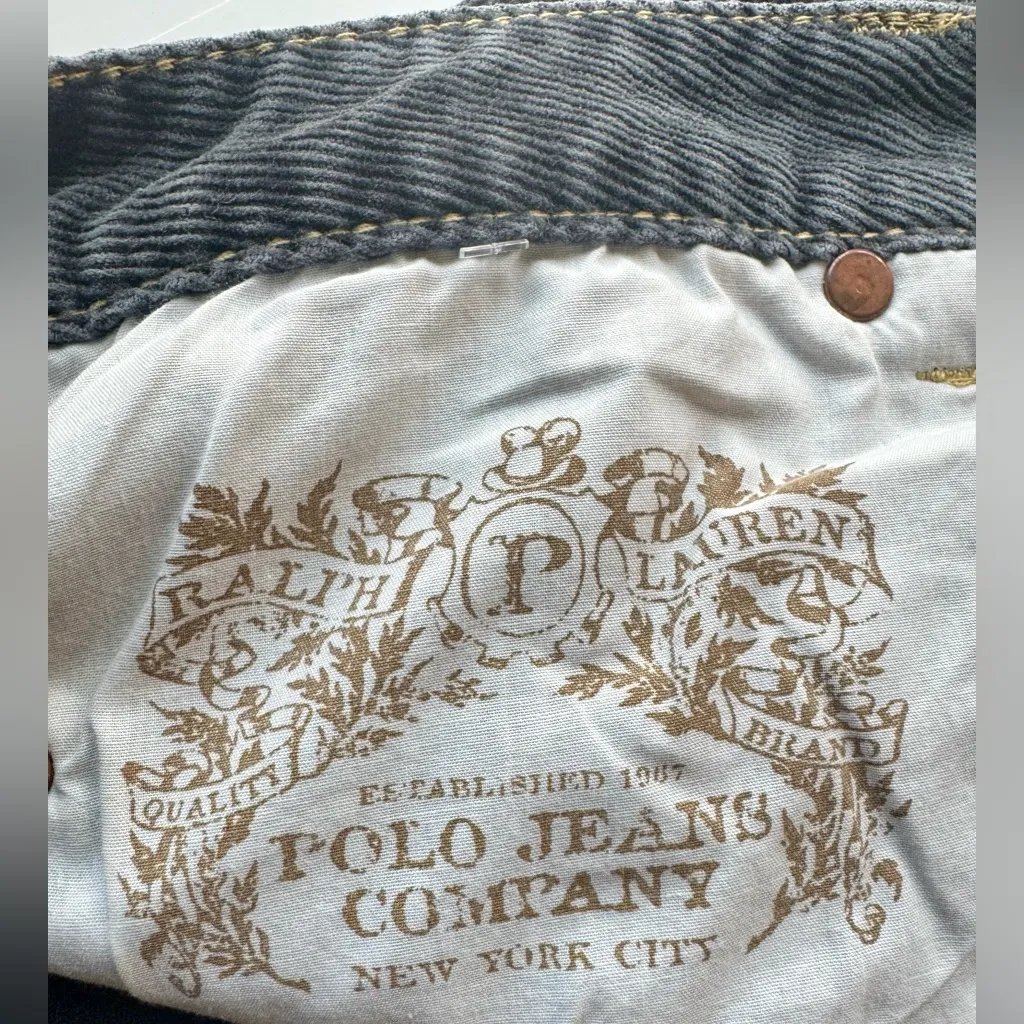 RALPH
P
LAUREN
QUALITY
BRAND
ESTABLISHED 1967
POLO JEANS
COMPANY
NEW YORK CITY